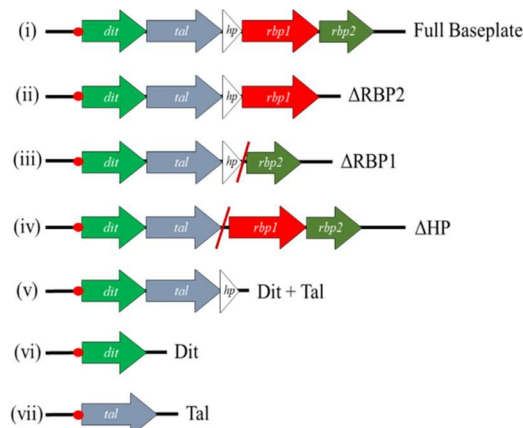 (i) dit tal hp rbp1 rbp2 Full Baseplate
(ii) dit tal hp rbp1 ΔRBP2
(iii) dit tal hp rbp2 ΔRBP1
(iv) dit tal rbp1 rbp2 ΔHP
(v) dit tal hp Dit + Tal
(vi) dit Dit
(vii) tal Tal